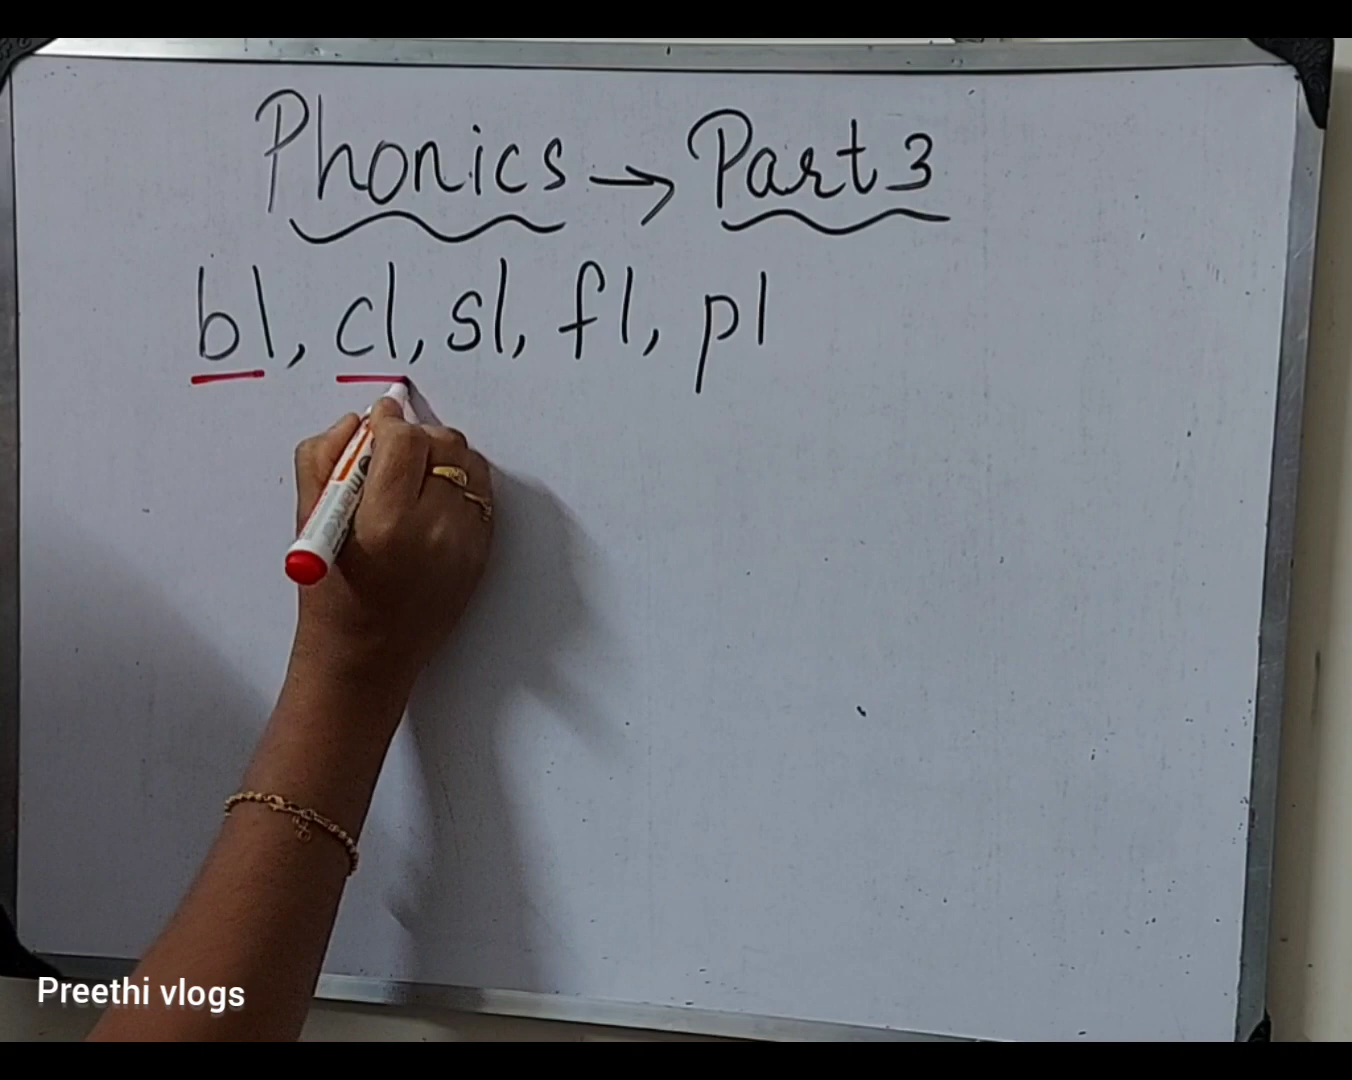 Phonics → Part 3
bl, cl, sl, fl, pl
Preethi vlogs